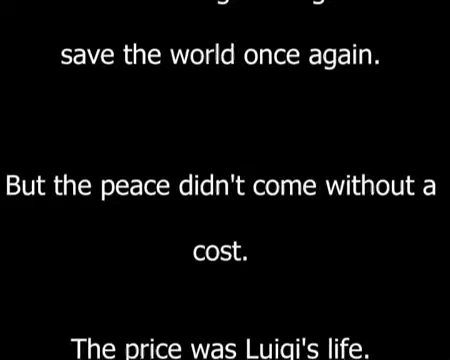 save the world once again.
But the peace didn't come without a
cost.
The price was Luigi's life.